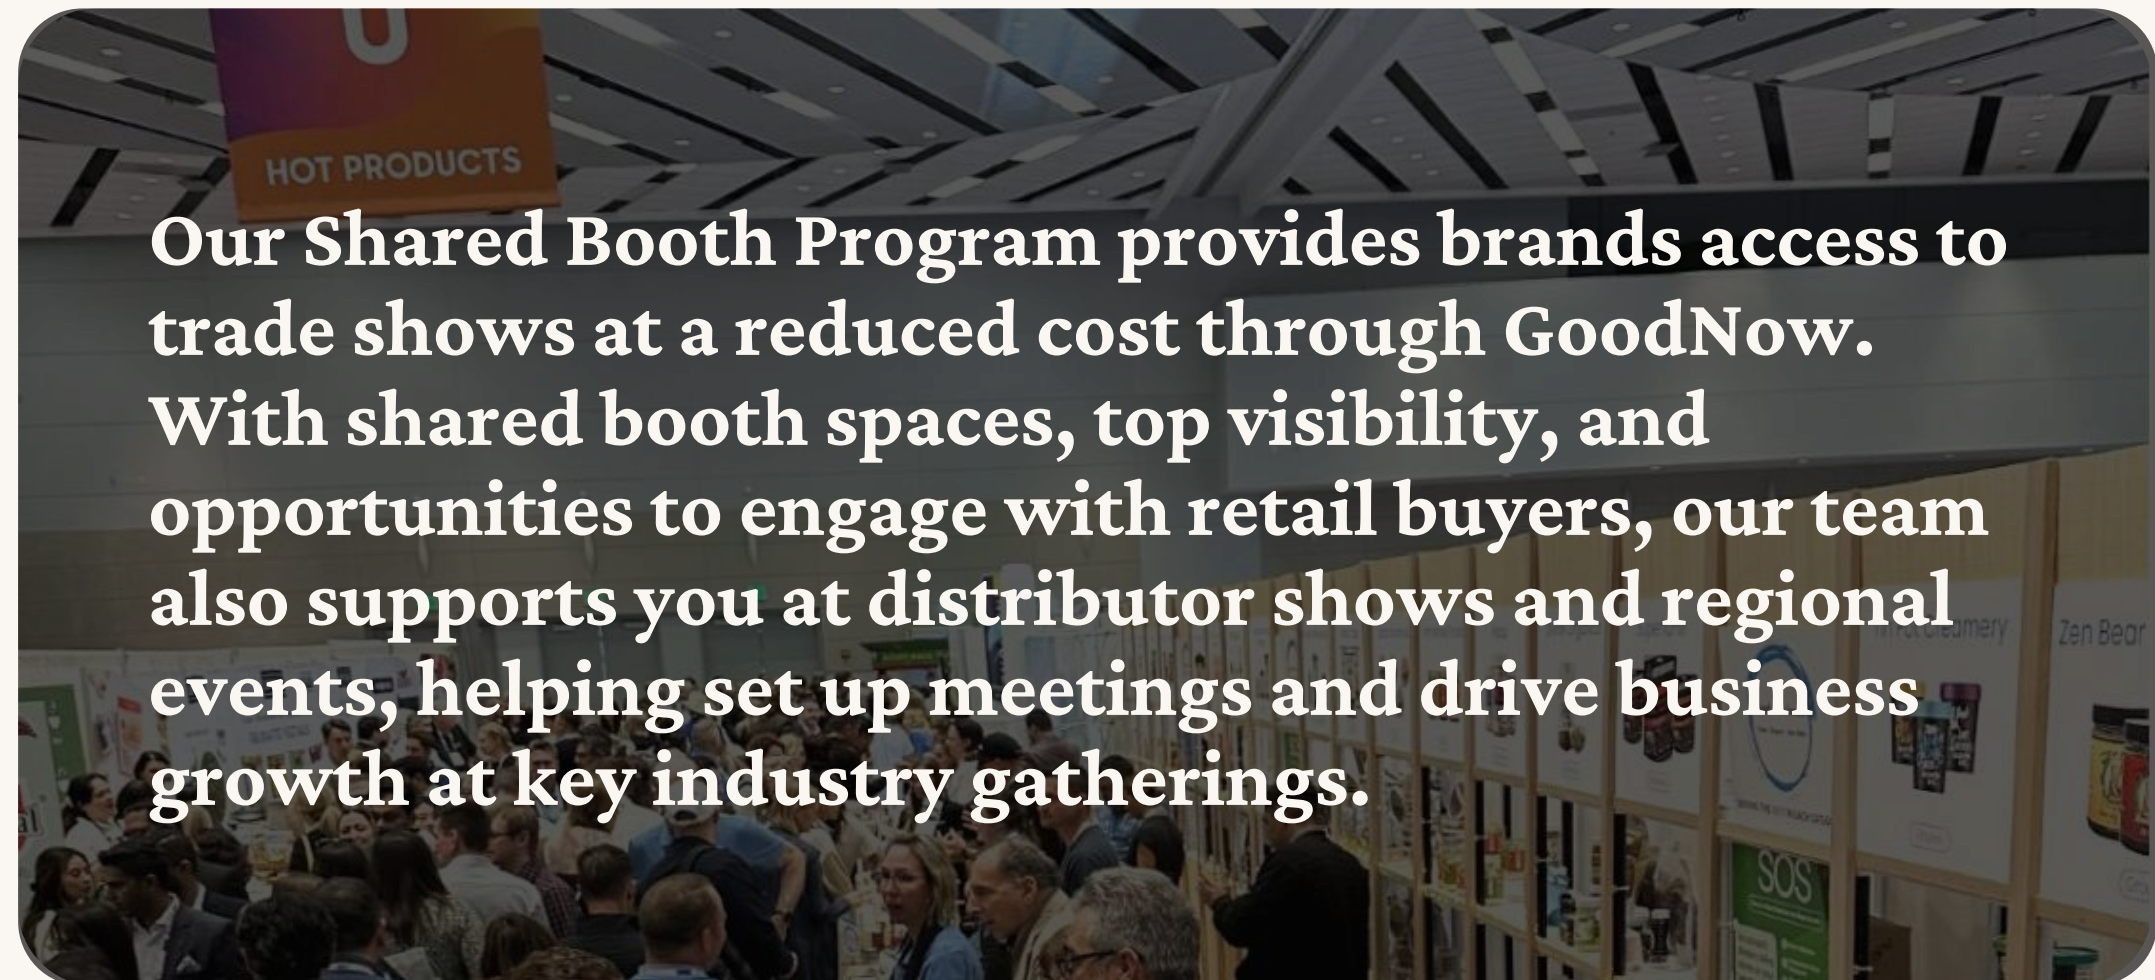 U
HOT PRODUCTS
Our Shared Booth Program provides brands access to
trade shows at a reduced cost through GoodNow.
With shared booth spaces, top visibility, and
opportunities to engage with retail buyers, our team
also supports you at distributor shows and regional
events, helping set up meetings and drive business
growth at key industry gatherings.
Creamery
Zen Bear
SOS